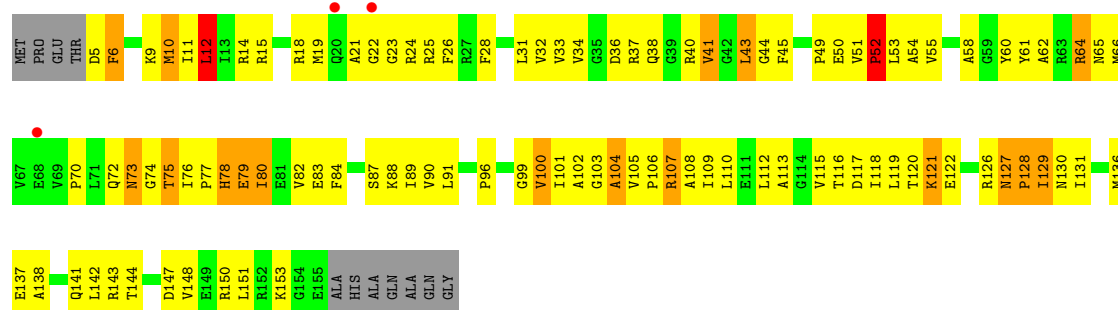 MET PRO GLU THR D5 F6 K9 M10 I11 L12 I13 R14 R15 R18 M19 Q20 A21 G22 G23 R24 R25 F26 R27 F28 L31 V32 V33 V34 G35 D36 R37 Q38 G39 R40 V41 G42 L43 G44 F45 P49 E50 V51 P52 L53 A54 V55 A58 G59 Y60 Y61 A62 R63 R64 N65 M66
V67 E68 V69 P70 L71 Q72 N73 G74 T75 I76 P77 H78 E79 I80 E81 V82 E83 F84 S87 K88 I89 V90 L91 P96 G99 V100 I101 A102 G103 A104 V105 P106 R107 A108 I109 L110 E111 L112 A113 G114 V115 T116 D117 I118 L119 T120 K121 E122 R126 N127 P128 I129 N130 I131 M136
E137 A138 Q141 L142 R143 T144 D147 V148 E149 R150 L151 R152 K153 G154 E155 ALA HIS ALA GLN ALA GLN GLY